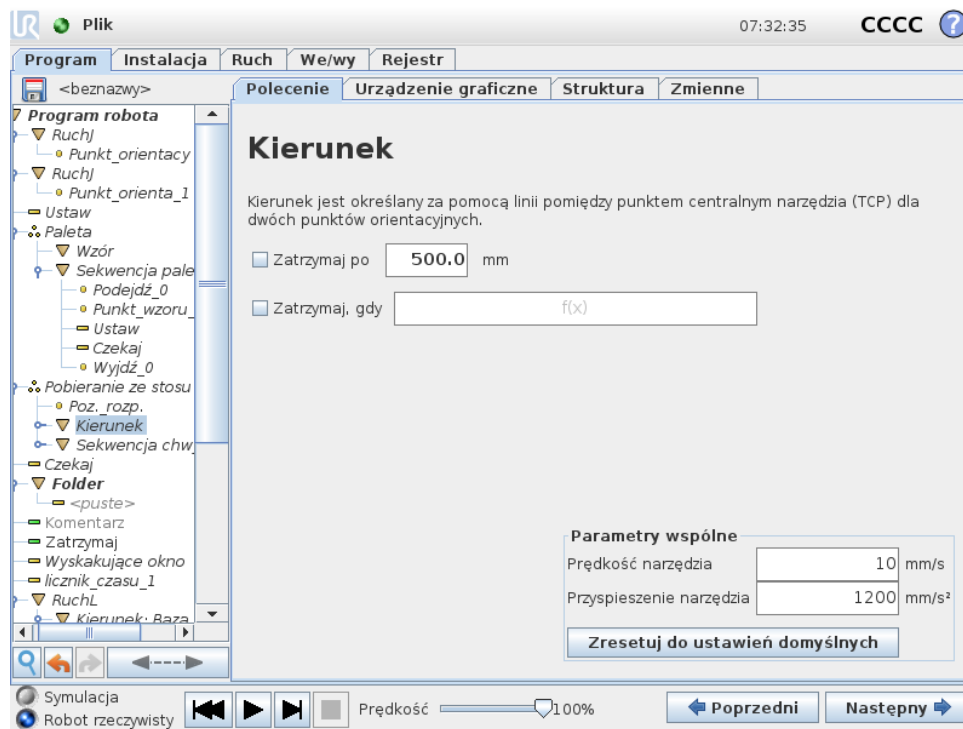 UR Plik 07:32:35 CCCC ?
Program Instalacja Ruch We/wy Rejestr
<beznazwy>
Polecenie Urządzenie graficzne Struktura Zmienne
Program robota
RuchJ
Punkt_orientacy
RuchJ
Punkt_orienta_1
Ustaw
Paleta
Wzór
Sekwencja pale
Podejdź_0
Punkt_wzoru_
Ustaw
Czekaj
Wyjdź_0
Pobieranie ze stosu
Poz._rozp.
Kierunek
Sekwencja chw
Czekaj
Folder
<puste>
Komentarz
Zatrzymaj
Wyskakujące okno
licznik_czasu_1
RuchL
Kierunek: Baza
Kierunek
Kierunek jest określany za pomocą linii pomiędzy punktem centralnym narzędzia (TCP) dla
dwóch punktów orientacyjnych.
Zatrzymaj po 500.0 mm
Zatrzymaj, gdy f(x)
Parametry wspólne
Prędkość narzędzia 10 mm/s
Przyspieszenie narzędzia 1200 mm/s²
Zresetuj do ustawień domyślnych
Symulacja
Robot rzeczywisty
Prędkość 100%
Poprzedni Następny